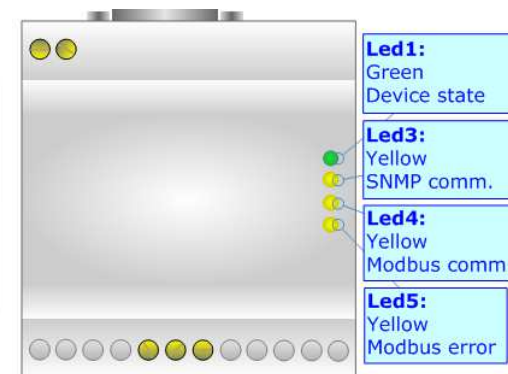 Led1:
Green
Device state
Led3:
Yellow
SNMP comm.
Led4:
Yellow
Modbus comm
Led5:
Yellow
Modbus error